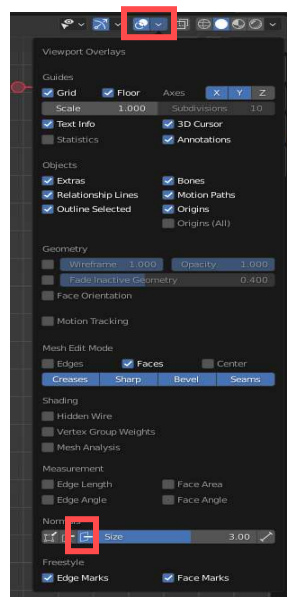 Viewport Overlays
Guides
Grid Floor Axes X Y Z
Scale 1.000 Subdivisions 10
Text Info 3D Cursor
Statistics Annotations
Objects
Extras Bones
Relationship Lines Motion Paths
Outline Selected Origins
Origins (All)
Geometry
Wireframe 1.000 Opacity 1.000
Fade Inactive Geometry 0.400
Face Orientation
Motion Tracking
Mesh Edit Mode
Edges Faces Center
Creases Sharp Bevel Seams
Shading
Hidden Wire
Vertex Group Weights
Mesh Analysis
Measurement
Edge Length Face Area
Edge Angle Face Angle
Normals
Size 3.00
Freestyle
Edge Marks Face Marks